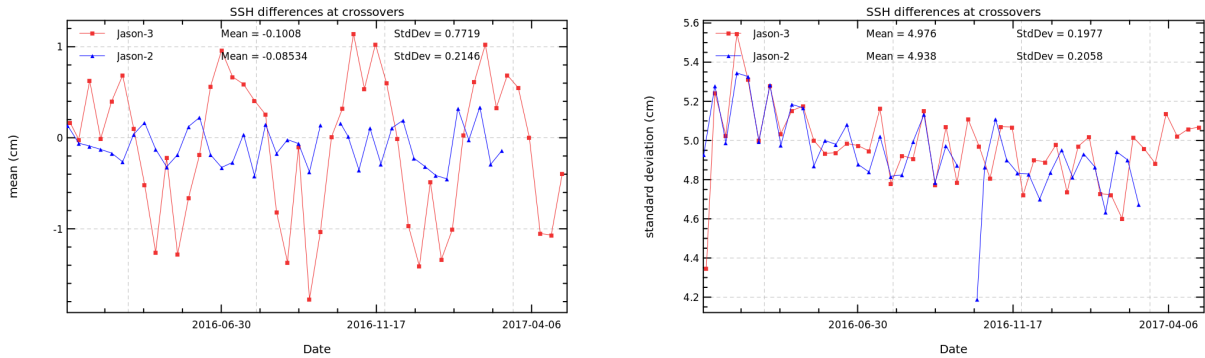 SSH differences at crossovers
Jason-3 Mean = -0.1008 StdDev = 0.7719
Jason-2 Mean = -0.08534 StdDev = 0.2146
1
0
-1
mean (cm)
2016-06-30 2016-11-17 2017-04-06
Date
SSH differences at crossovers
5.6
Jason-3 Mean = 4.976 StdDev = 0.1977
Jason-2 Mean = 4.938 StdDev = 0.2058
5.4
5.2
5.0
4.8
4.6
4.4
4.2
standard deviation (cm)
2016-06-30 2016-11-17 2017-04-06
Date